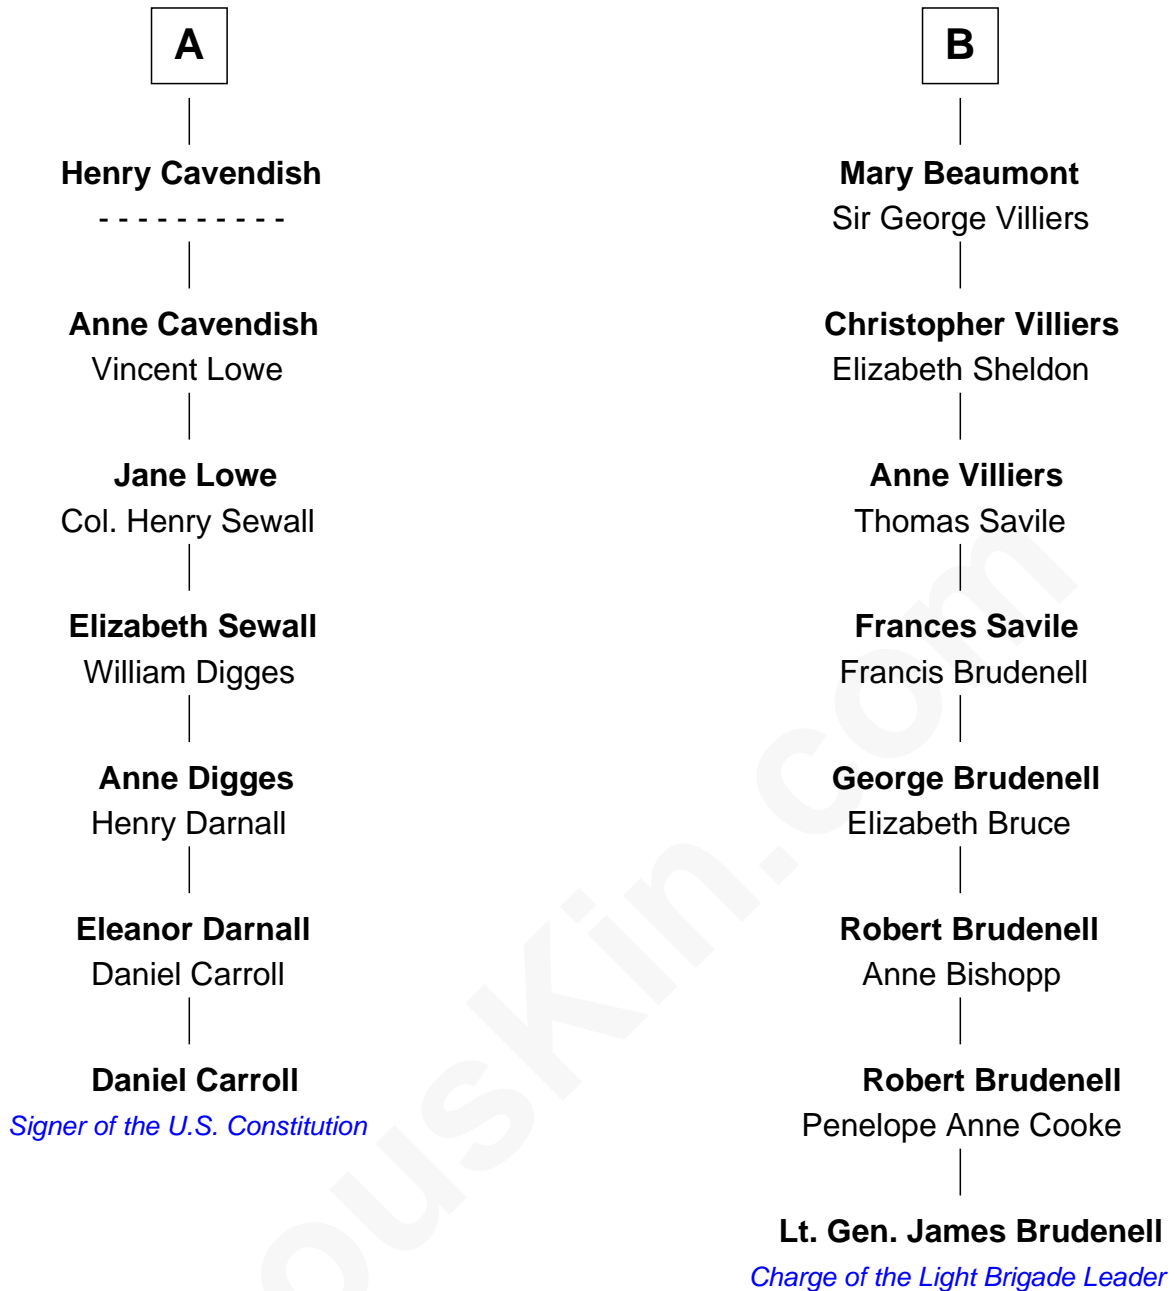 A
Henry Cavendish
- - - - - - - - - -
Anne Cavendish
Vincent Lowe
Jane Lowe
Col. Henry Sewall
Elizabeth Sewall
William Digges
Anne Digges
Henry Darnall
Eleanor Darnall
Daniel Carroll
Daniel Carroll
Signer of the U.S. Constitution
B
Mary Beaumont
Sir George Villiers
Christopher Villiers
Elizabeth Sheldon
Anne Villiers
Thomas Savile
Frances Savile
Francis Brudenell
George Brudenell
Elizabeth Bruce
Robert Brudenell
Anne Bishopp
Robert Brudenell
Penelope Anne Cooke
Lt. Gen. James Brudenell
Charge of the Light Brigade Leader
ousKin.com